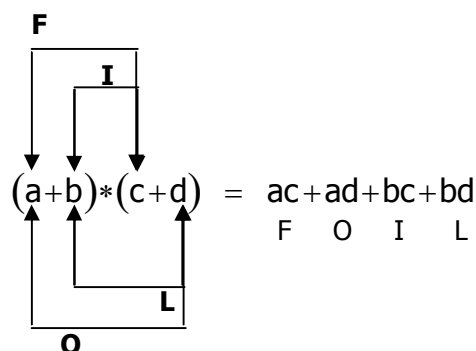 F
I
(a+b)*(c+d) = ac+ad+bc+bd
F O I L
L
O